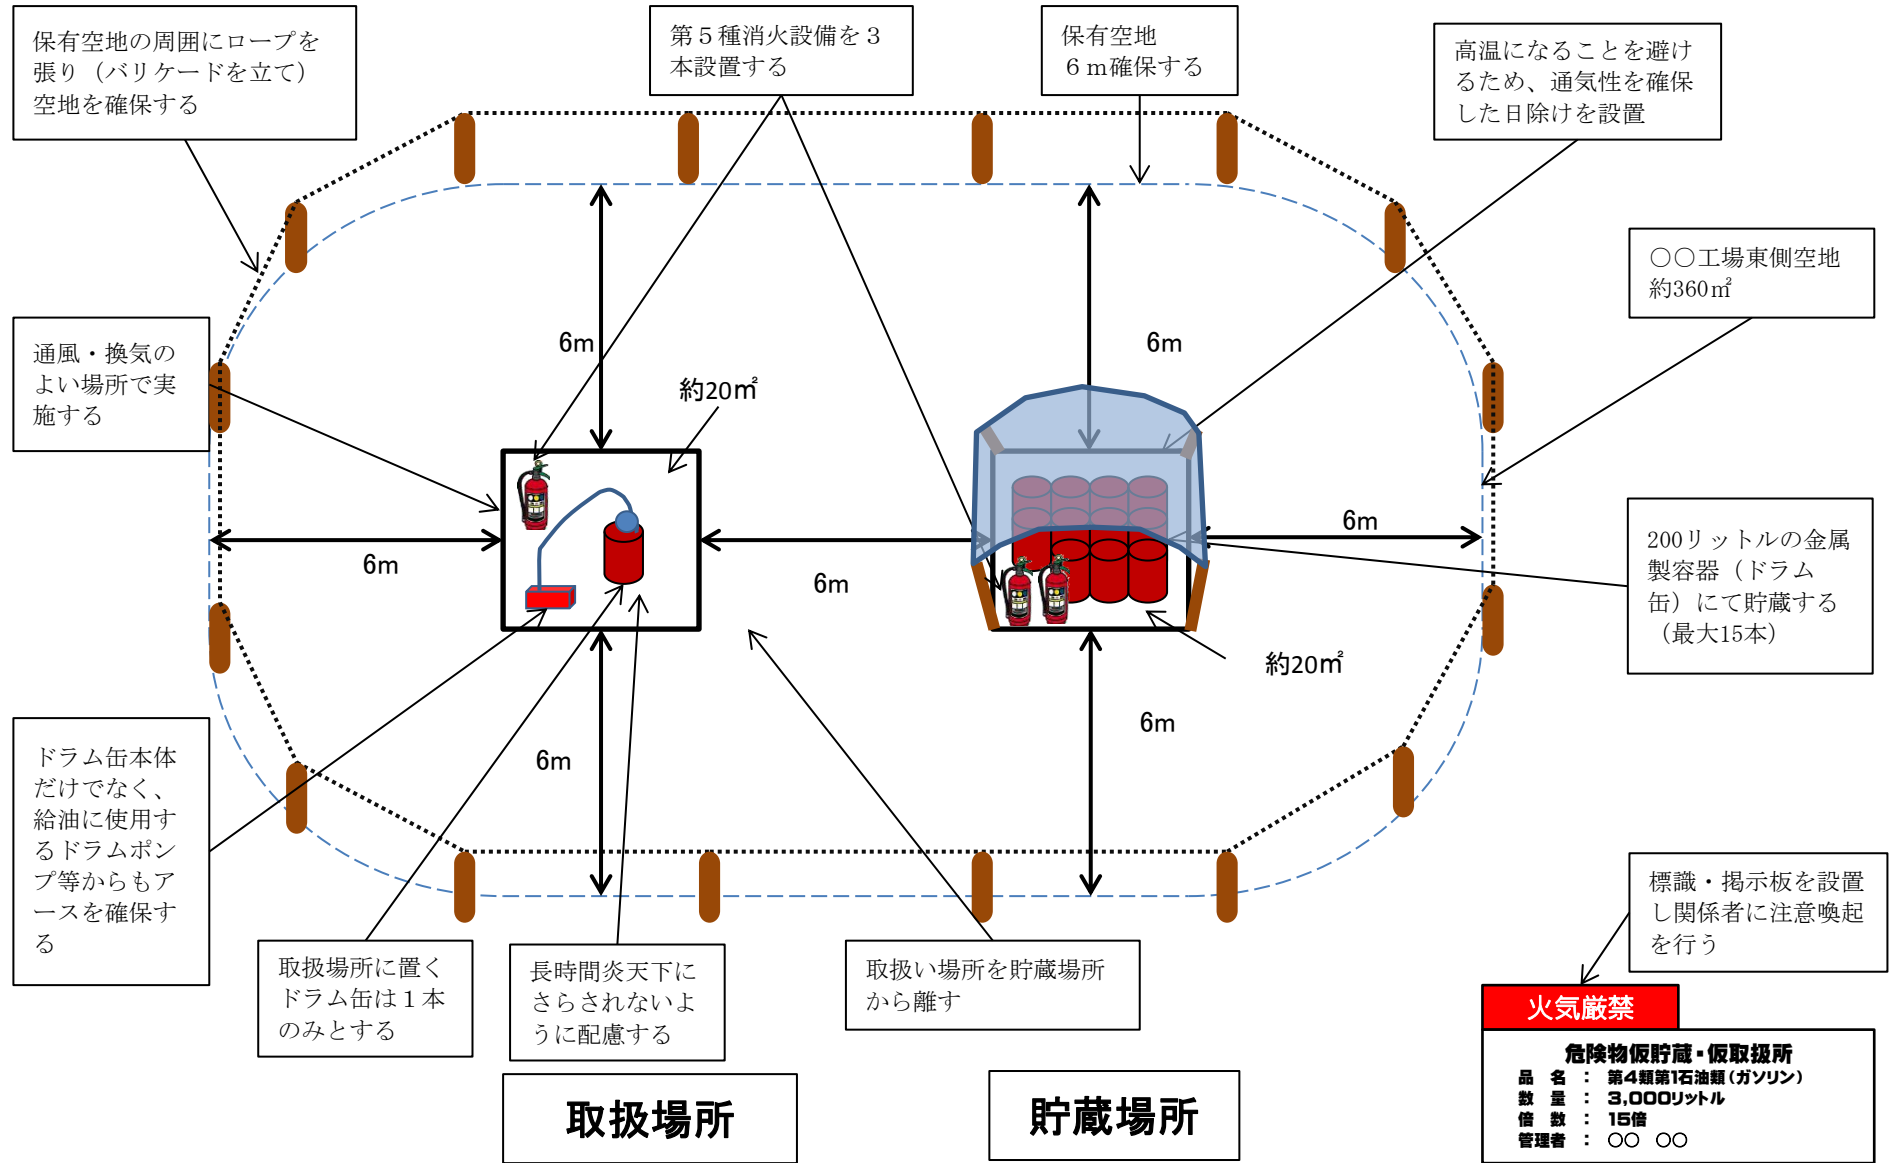 保有空地の周囲にロープを
張り（バリケードを立て）
空地を確保する
第５種消火設備を３
本設置する
保有空地
６ｍ確保する
高温になることを避け
るため、通気性を確保
した日除けを設置
〇〇工場東側空地
約360㎡
通風・換気の
よい場所で実
施する
6m
6m
約20㎡
6m
6m
6m
200リットルの金属
製容器（ドラム
缶）にて貯蔵する
（最大15本）
約20㎡
6m
6m
ドラム缶本体
だけでなく、
給油に使用す
るドラムポン
プ等からもア
ースを確保す
る
取扱場所に置く
ドラム缶は１本
のみとする
長時間炎天下に
さらされないよ
うに配慮する
取扱い場所を貯蔵場所
から離す
標識・掲示板を設置
し関係者に注意喚起
を行う
取扱場所
貯蔵場所
火気厳禁
危険物仮貯蔵・仮取扱所
品　名　：　第4類第1石油類（ガソリン）
数　量　：　3,000リットル
倍　数　：　15倍
管理者　：　〇〇　〇〇